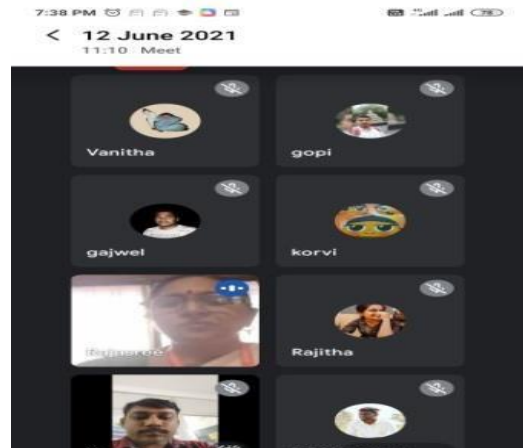 7:38 PM
12 June 2021
11:10 Meet
Vanitha
gopi
gajwel
korvi
Rajitha